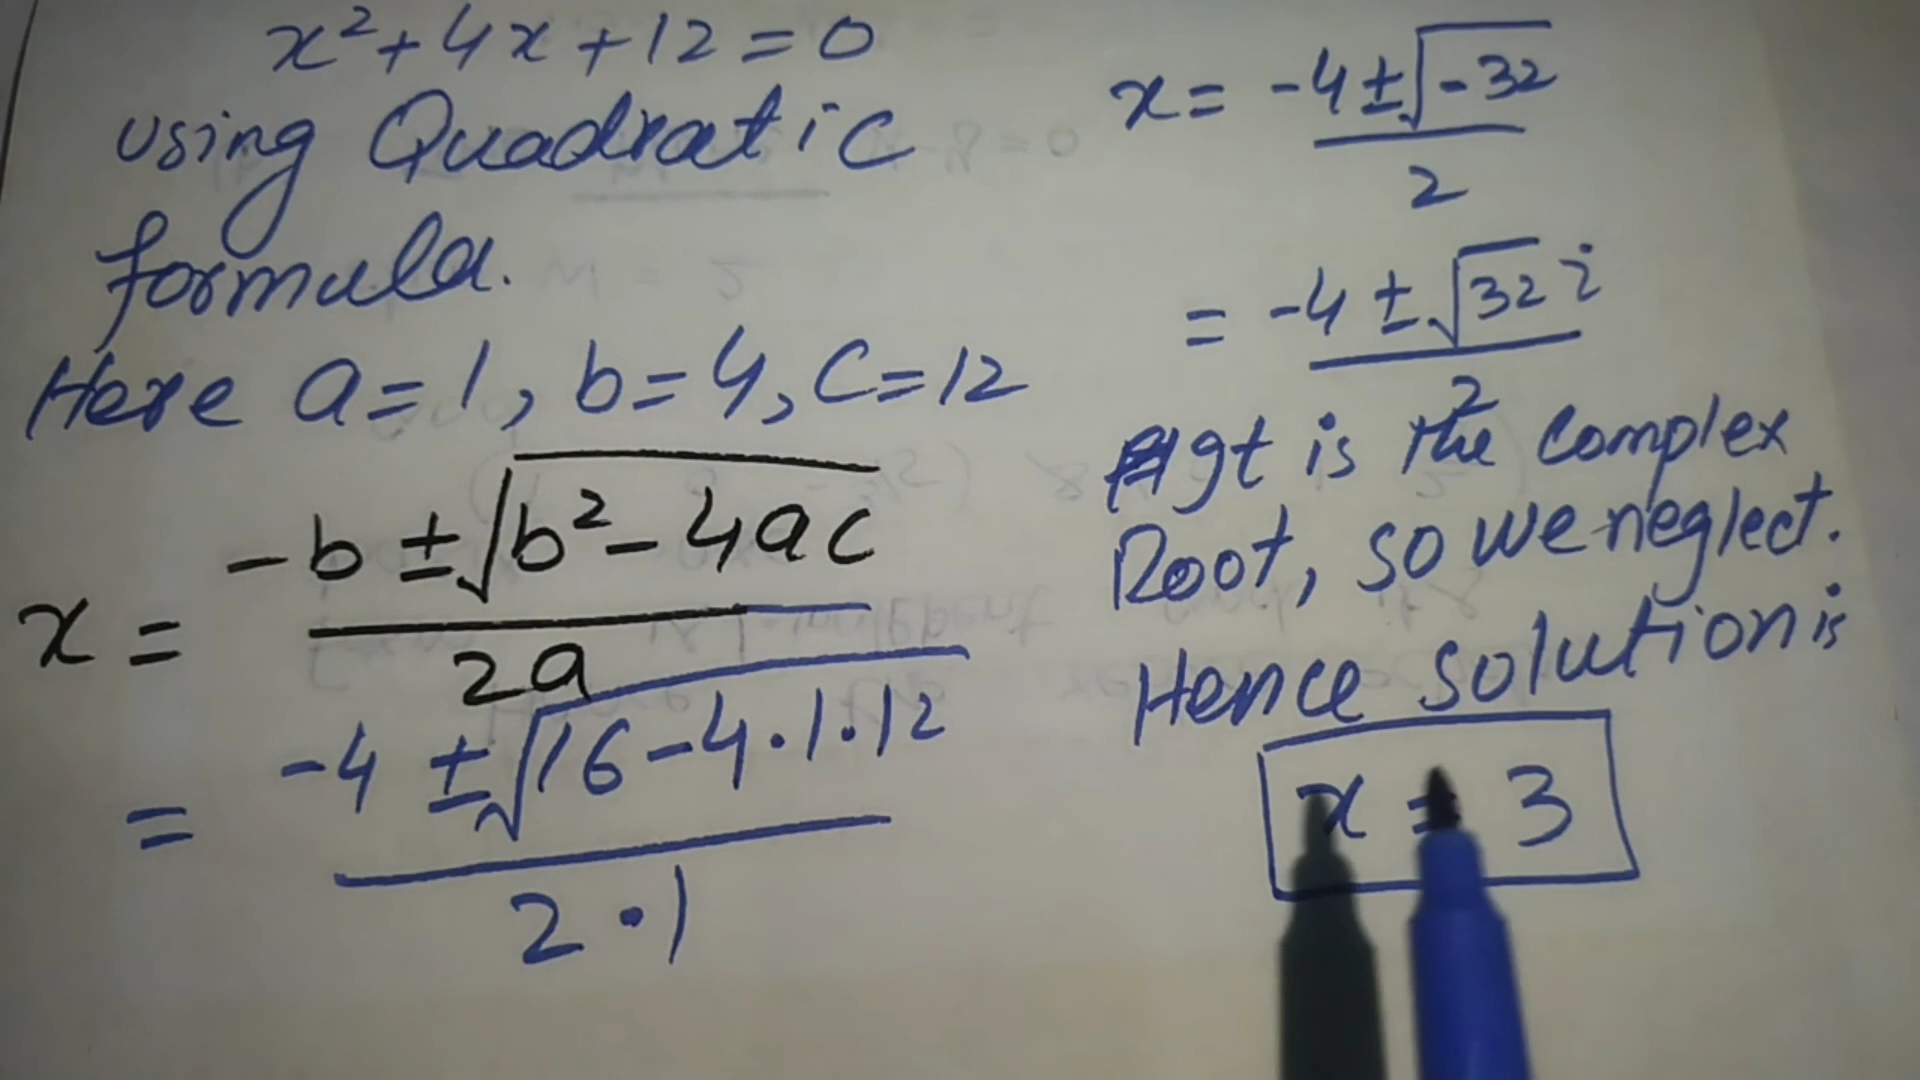 x²+4x+12=0
Using Quadratic
formula.
Here a=1, b=4, c=12
x = -b ± √b²-4ac
2a
= -4 ± √16-4·1·12
2·1
x = -4 ± √-32
2
= -4 ± √32 i
2
It is the complex
Root, so we neglect.
Hence solution is
x = 3